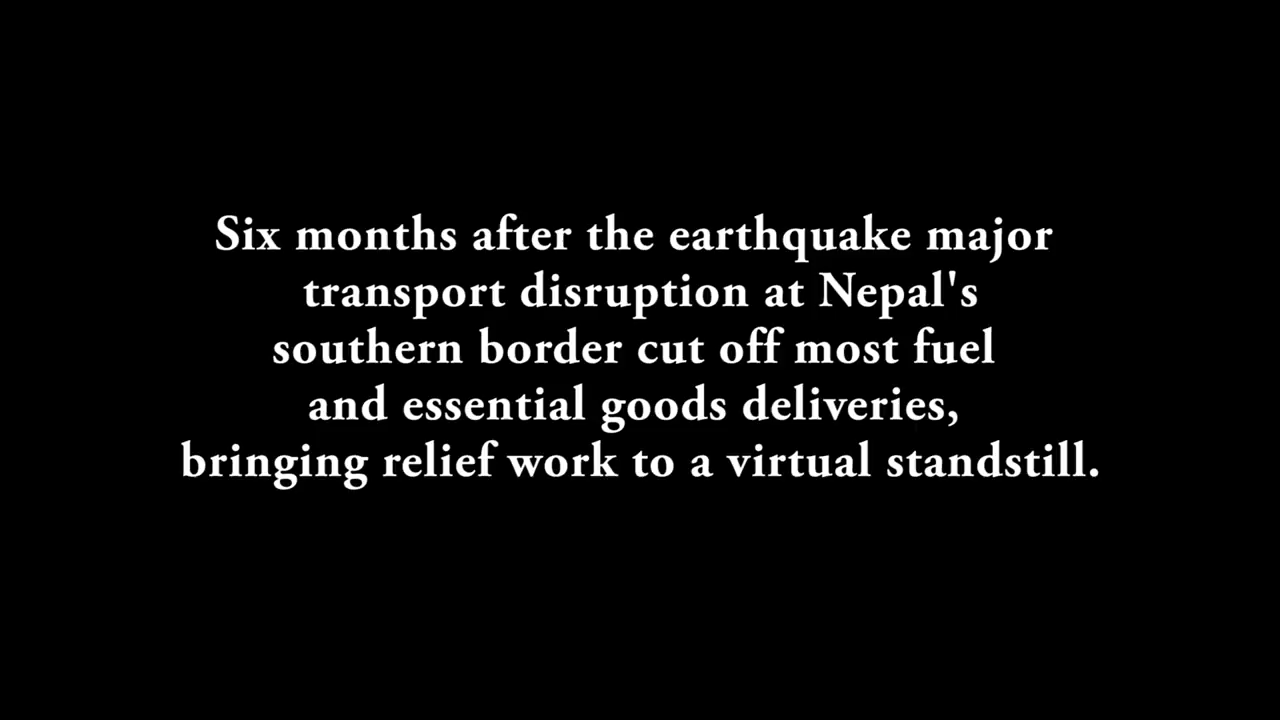 Six months after the earthquake major
transport disruption at Nepal's
southern border cut off most fuel
and essential goods deliveries,
bringing relief work to a virtual standstill.